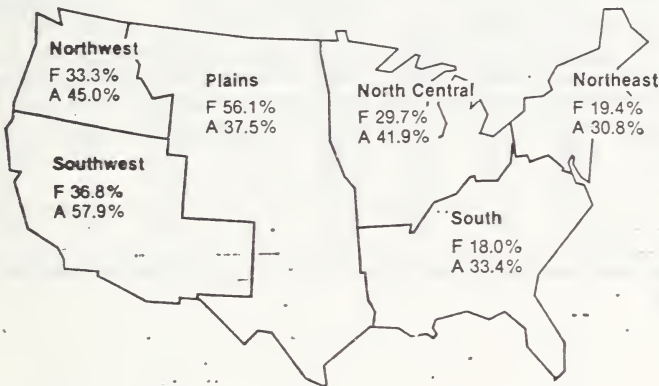 Northwest
F 33.3%
A 45.0%
Plains
F 56.1%
A 37.5%
North Central
F 29.7%
A 41.9%
Northeast
F 19.4%
A 30.8%
Southwest
F 36.8%
A 57.9%
South
F 18.0%
A 33.4%